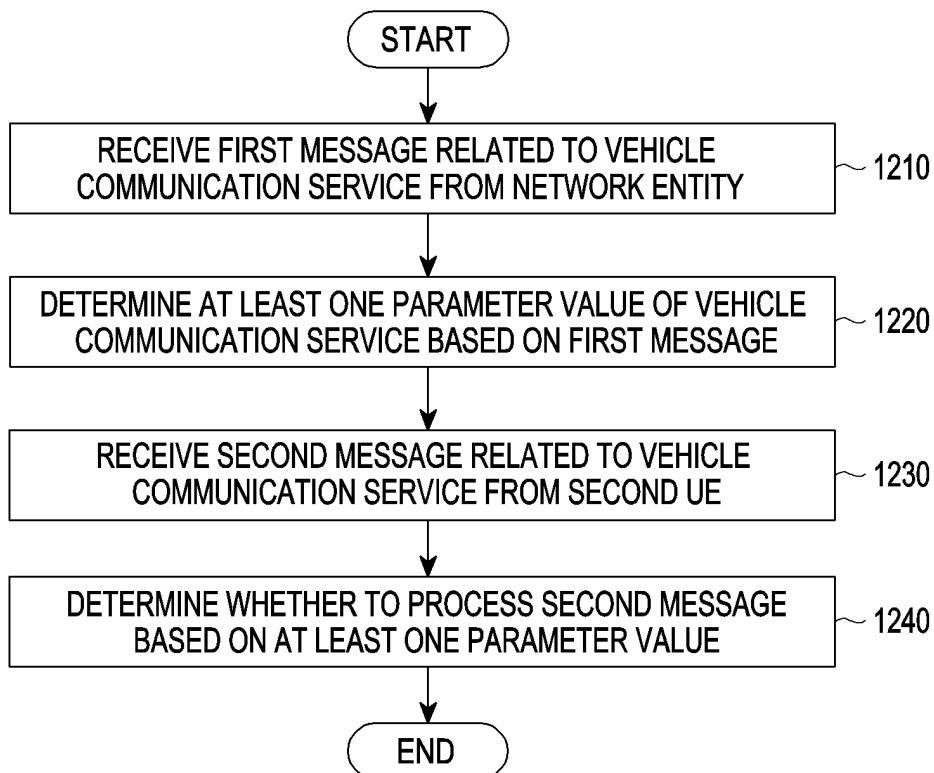 START
RECEIVE FIRST MESSAGE RELATED TO VEHICLE
COMMUNICATION SERVICE FROM NETWORK ENTITY
1210
DETERMINE AT LEAST ONE PARAMETER VALUE OF VEHICLE
COMMUNICATION SERVICE BASED ON FIRST MESSAGE
1220
RECEIVE SECOND MESSAGE RELATED TO VEHICLE
COMMUNICATION SERVICE FROM SECOND UE
1230
DETERMINE WHETHER TO PROCESS SECOND MESSAGE
BASED ON AT LEAST ONE PARAMETER VALUE
1240
END